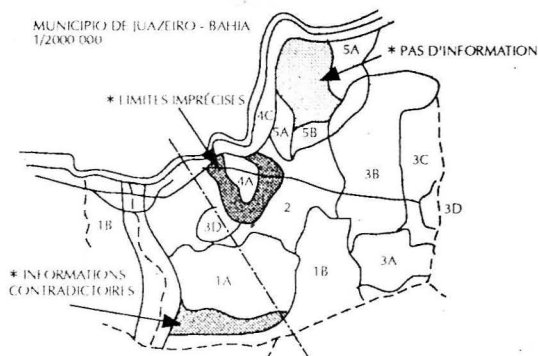 MUNICIPIO DE JUAZEIRO - BAHIA
1/2000 000
5A
* PAS D'INFORMATION
* LIMITES IMPRÉCISES
4C
5A
5B
4A
3B
3C
1B
3D
2
3D
* INFORMATIONS
CONTRADICTOIRES
1A
1B
3A